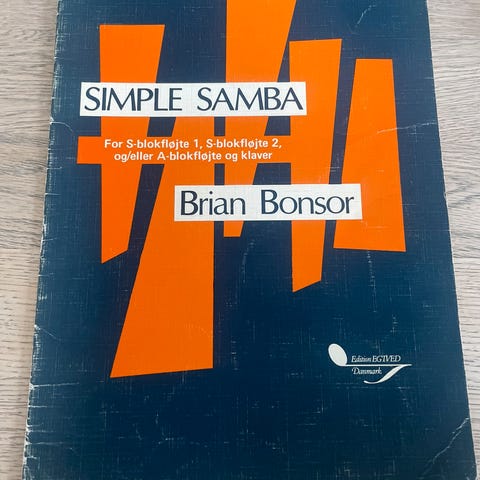 SIMPLE SAMBA
For S-blokfløjte 1, S-blokfløjte 2,
og/eller A-blokfløjte og klaver
Brian Bonsor
Edition EGTVED
Danmark